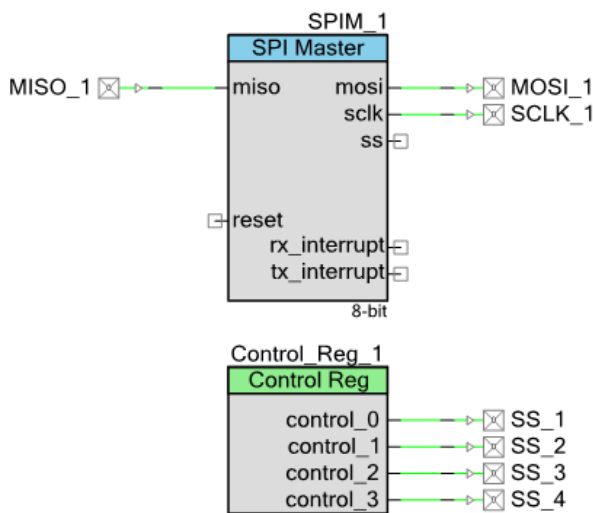 SPIM_1
SPI Master
MISO_1 miso mosi MOSI_1
sclk SCLK_1
ss
reset
rx_interrupt
tx_interrupt
8-bit
Control_Reg_1
Control Reg
control_0 SS_1
control_1 SS_2
control_2 SS_3
control_3 SS_4